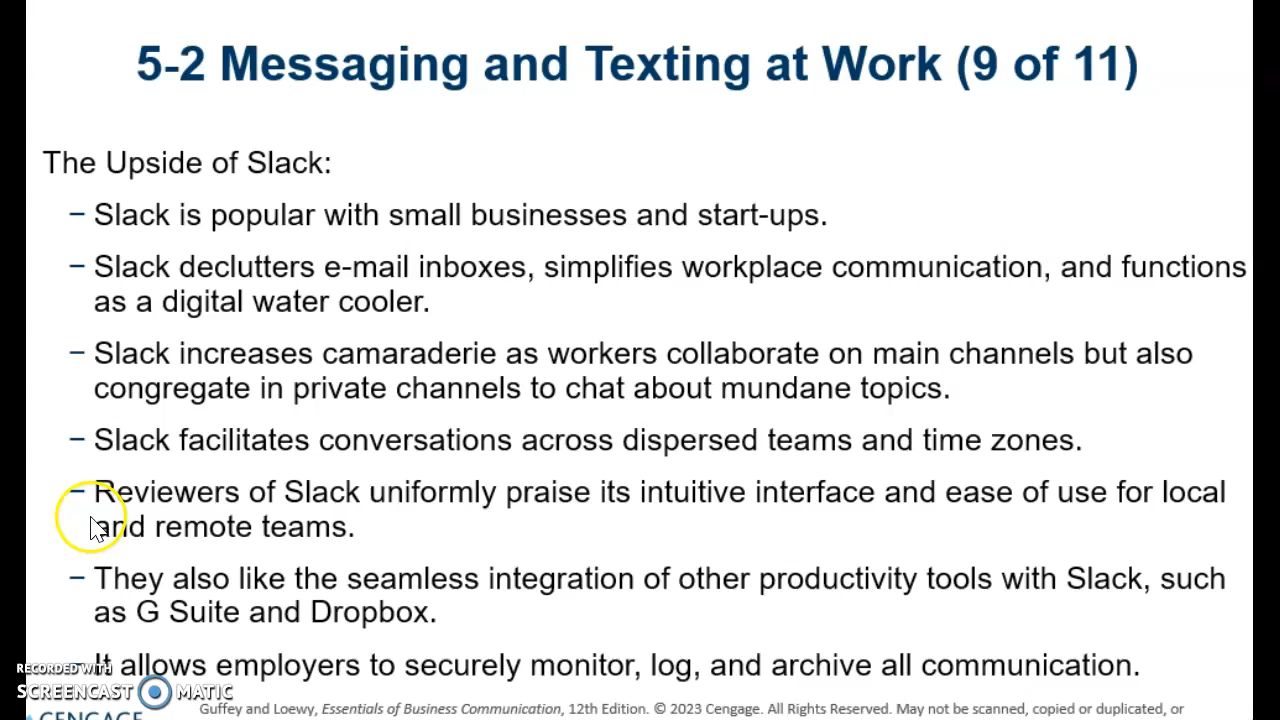 5-2 Messaging and Texting at Work (9 of 11)
The Upside of Slack:
− Slack is popular with small businesses and start-ups.
− Slack declutters e-mail inboxes, simplifies workplace communication, and functions
as a digital water cooler.
− Slack increases camaraderie as workers collaborate on main channels but also
congregate in private channels to chat about mundane topics.
− Slack facilitates conversations across dispersed teams and time zones.
− Reviewers of Slack uniformly praise its intuitive interface and ease of use for local
and remote teams.
− They also like the seamless integration of other productivity tools with Slack, such
as G Suite and Dropbox.
− It allows employers to securely monitor, log, and archive all communication.
RECORDED WITH
SCREENCAST MATIC
CENGAGE
Guffey and Loewy, Essentials of Business Communication, 12th Edition. © 2023 Cengage. All Rights Reserved. May not be scanned, copied or duplicated, or